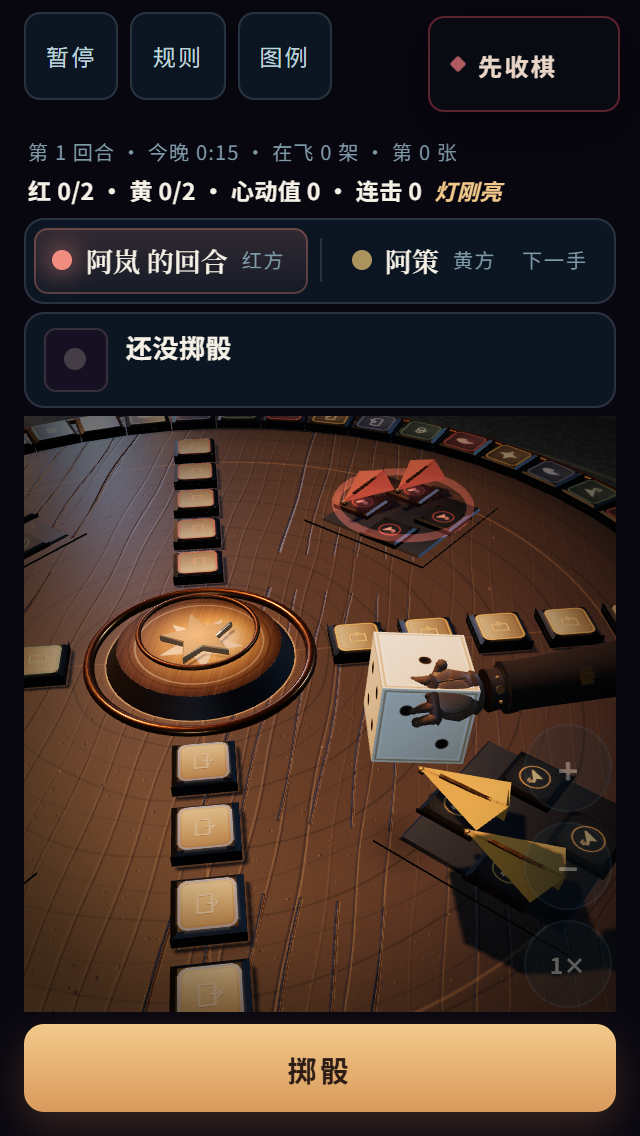 暂停 规则 图例 先收棋
第 1 回合 · 今晚 0:15 · 在飞 0 架 · 第 0 张
红 0/2 · 黄 0/2 · 心动值 0 · 连击 0 灯刚亮
阿岚 的回合 红方 阿策 黄方 下一手
还没掷骰
+
−
1×
掷骰